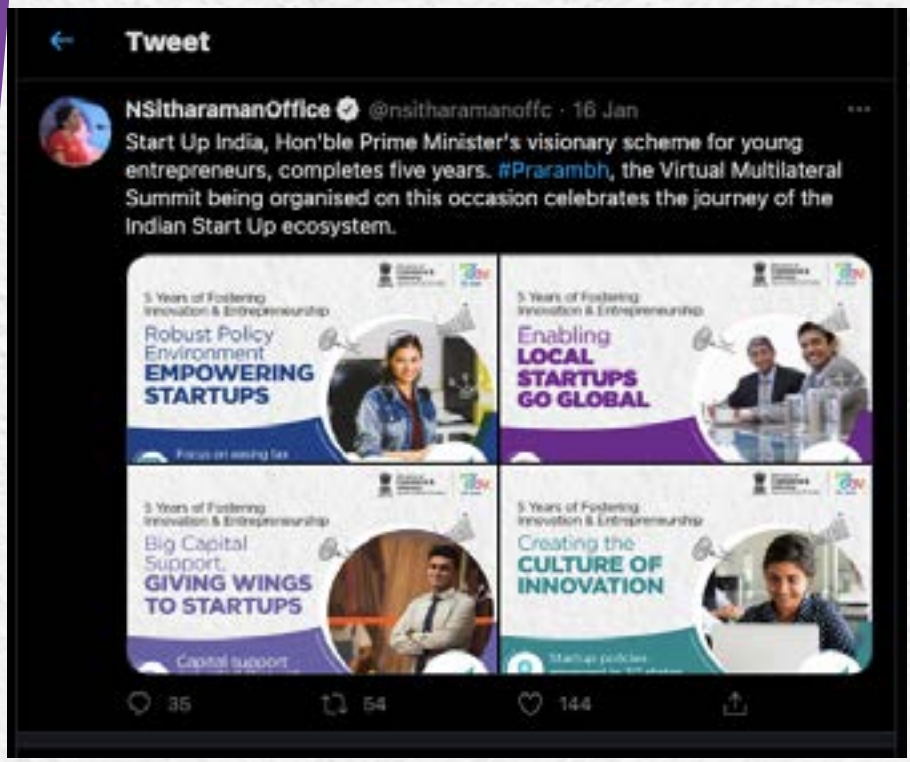 Tweet
NSitharamanOffice @nsitharamanoffc · 16 Jan
Start Up India, Hon'ble Prime Minister's visionary scheme for young
entrepreneurs, completes five years. #Prarambh, the Virtual Multilateral
Summit being organised on this occasion celebrates the journey of the
Indian Start Up ecosystem.
5 Years of Fostering
Innovation & Entrepreneurship
Robust Policy
Environment
EMPOWERING
STARTUPS
Focus on easing tax
5 Years of Fostering
Innovation & Entrepreneurship
Enabling
LOCAL
STARTUPS
GO GLOBAL
5 Years of Fostering
Innovation & Entrepreneurship
Big Capital
Support,
GIVING WINGS
TO STARTUPS
Capital support
5 Years of Fostering
Innovation & Entrepreneurship
Creating the
CULTURE OF
INNOVATION
Startup policies
35 54 144